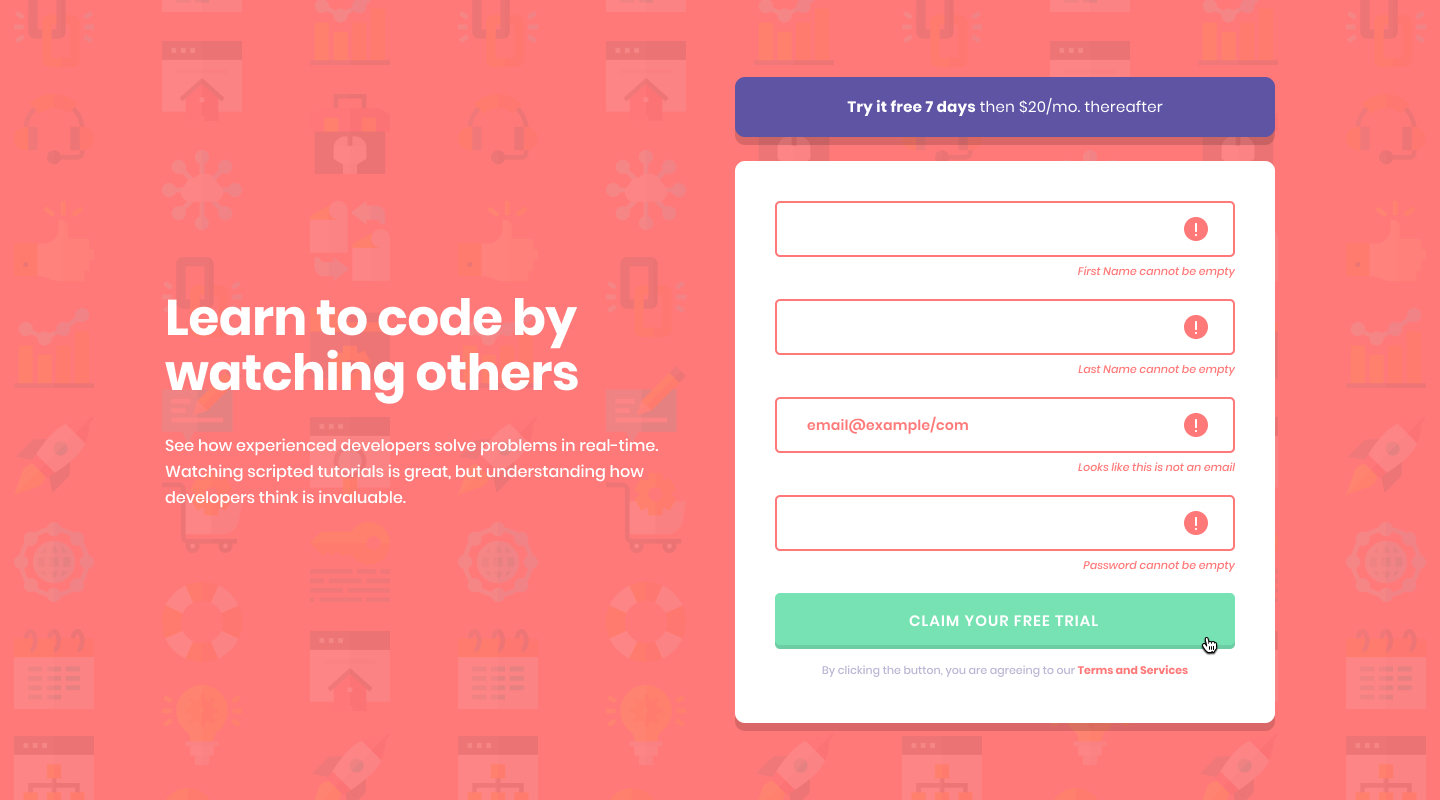 Learn to code by
watching others
See how experienced developers solve problems in real-time.
Watching scripted tutorials is great, but understanding how
developers think is invaluable.
Try it free 7 days then $20/mo. thereafter
!
First Name cannot be empty
!
Last Name cannot be empty
email@example/com !
Looks like this is not an email
!
Password cannot be empty
CLAIM YOUR FREE TRIAL
By clicking the button, you are agreeing to our Terms and Services